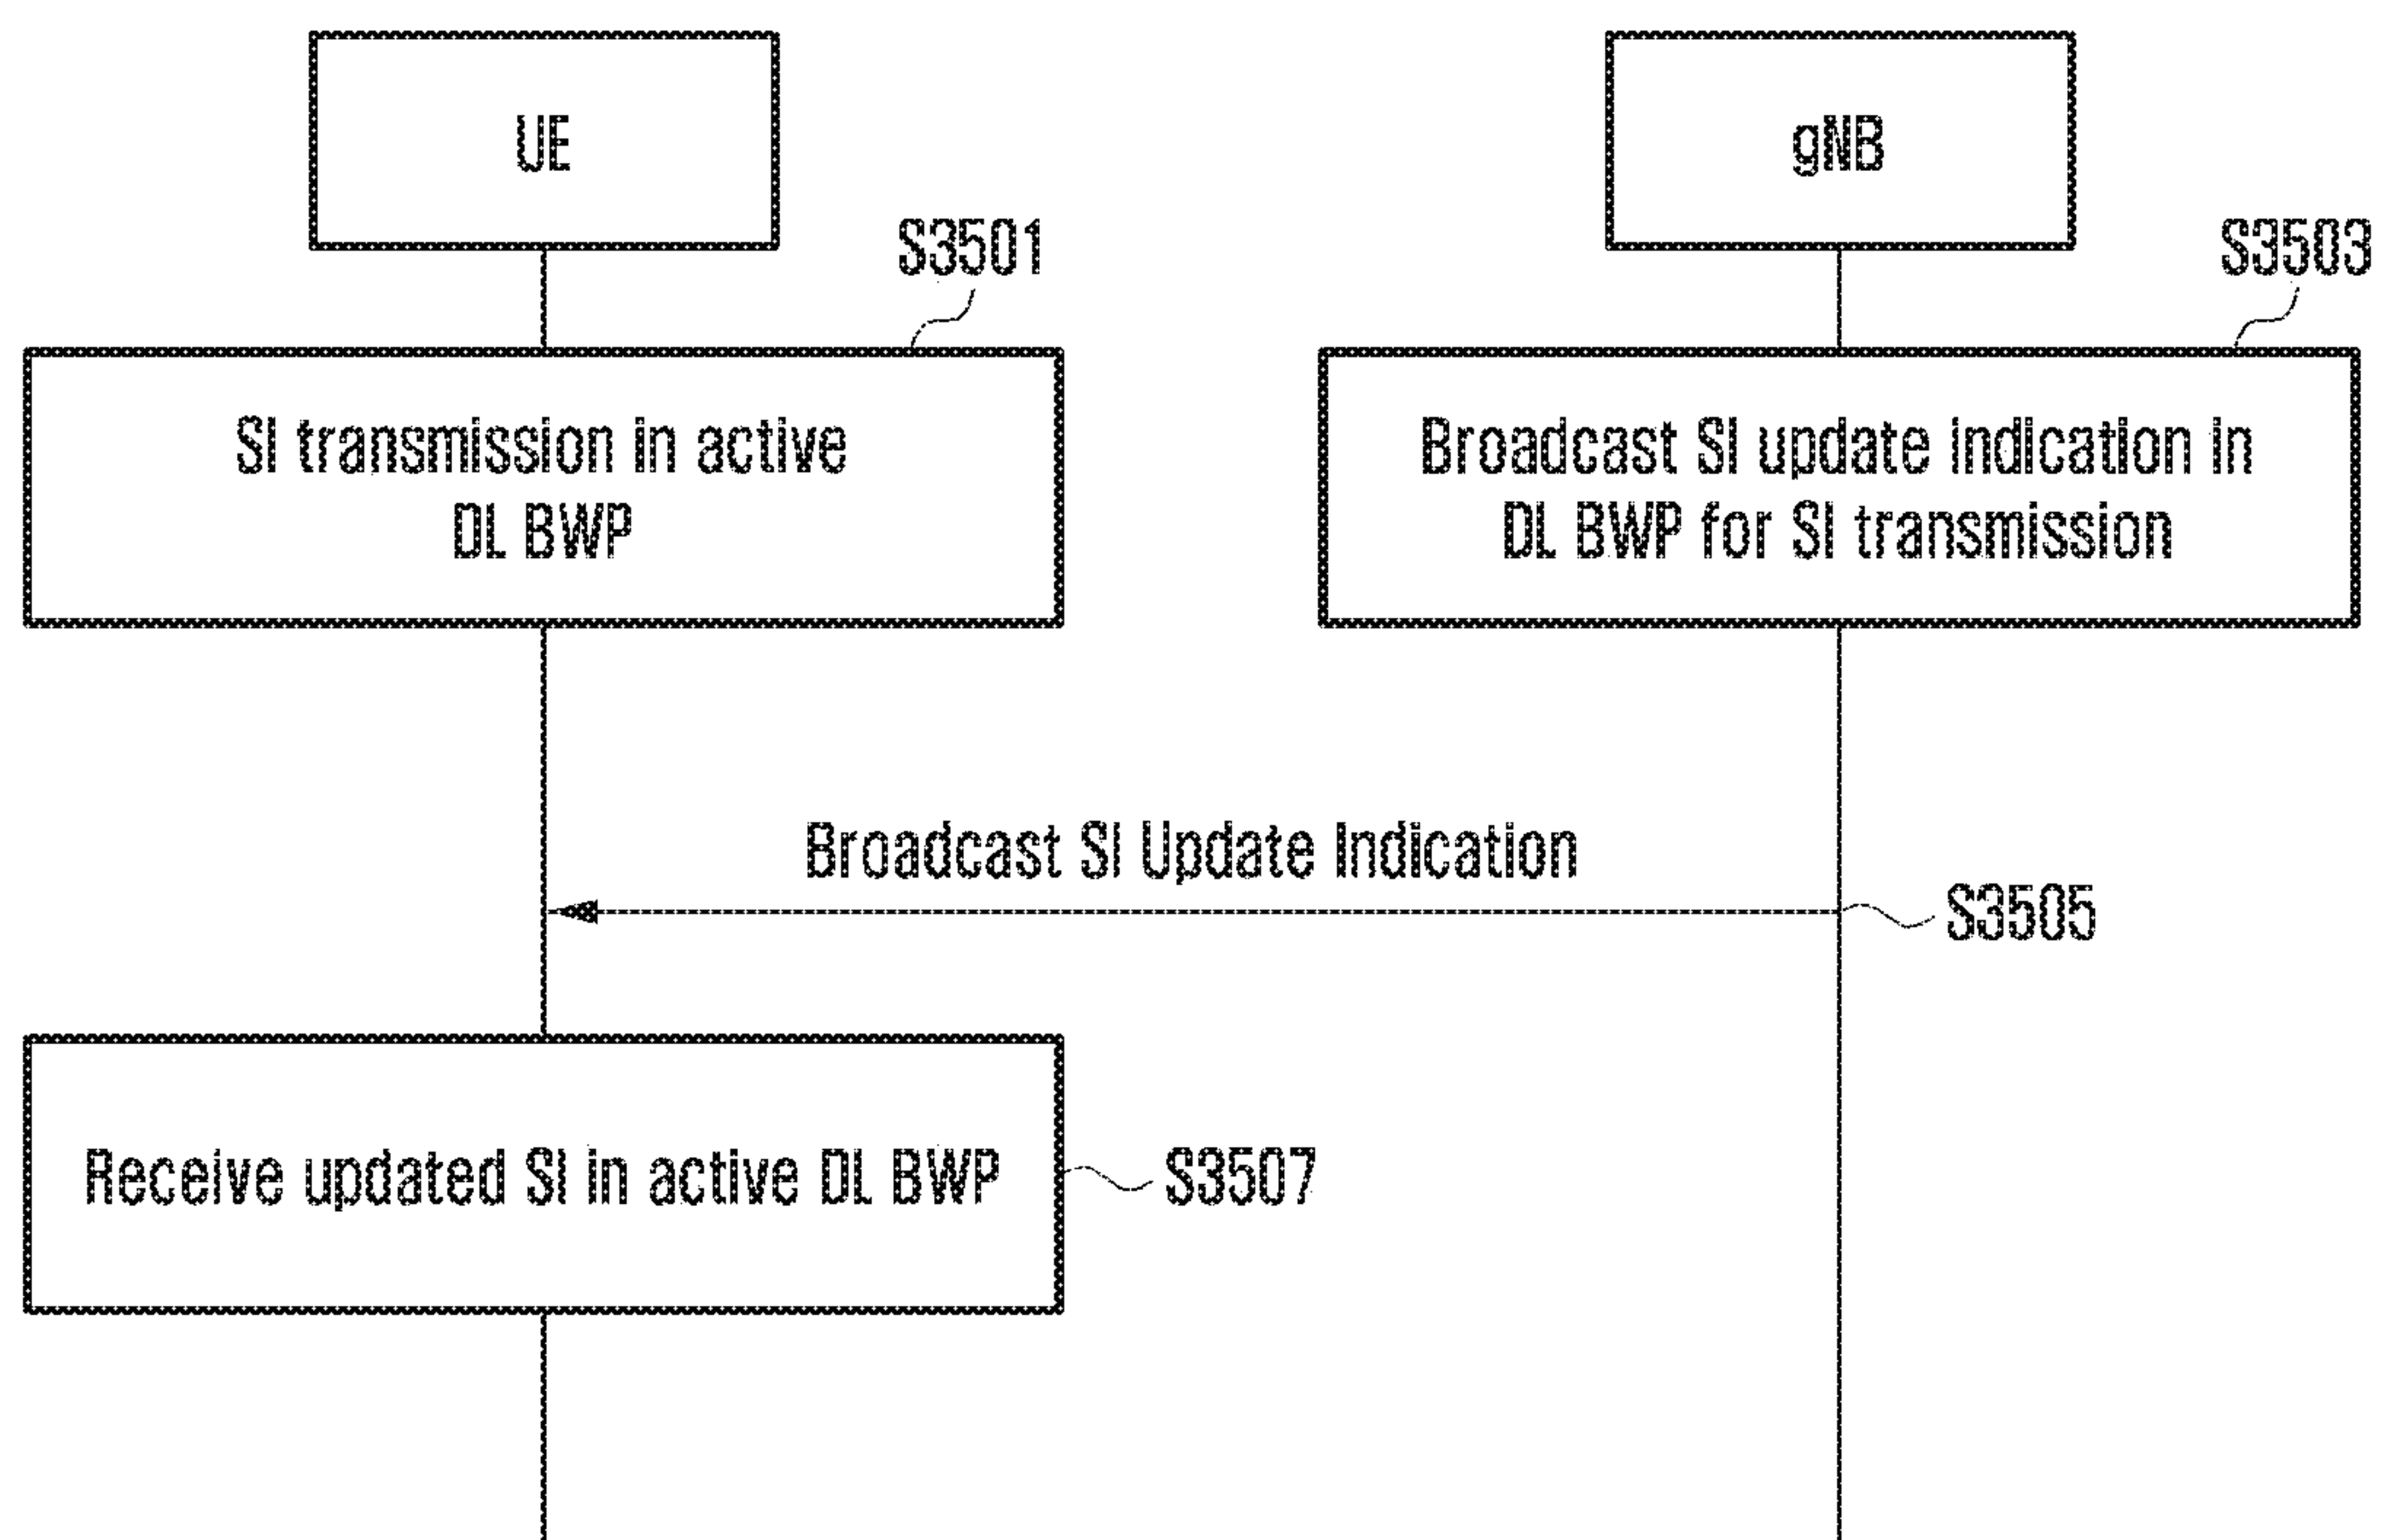 UE
gNB
S3501
S3503
SI transmission in active
DL BWP
Broadcast SI update indication in
DL BWP for SI transmission
Broadcast SI Update Indication
S3505
Receive updated SI in active DL BWP
S3507